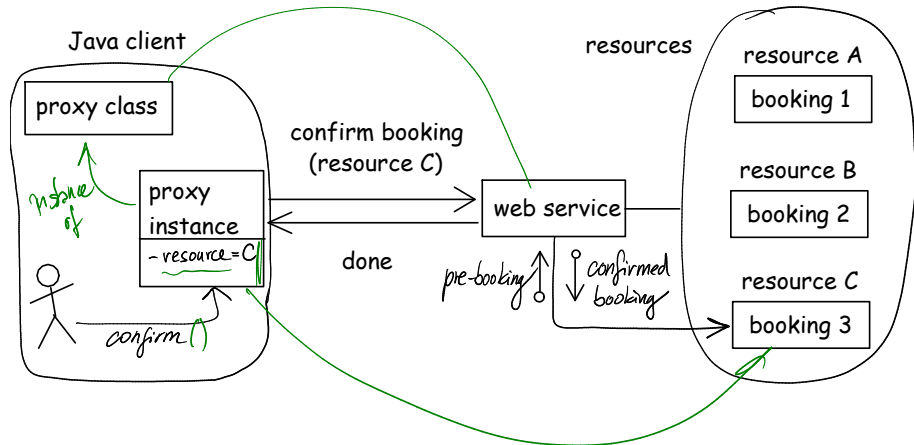 Java client
proxy class
instance
of
proxy
instance
- resource = C
confirm ()
confirm booking
(resource C)
done
web service
pre-booking
confirmed
booking
resources
resource A
booking 1
resource B
booking 2
resource C
booking 3